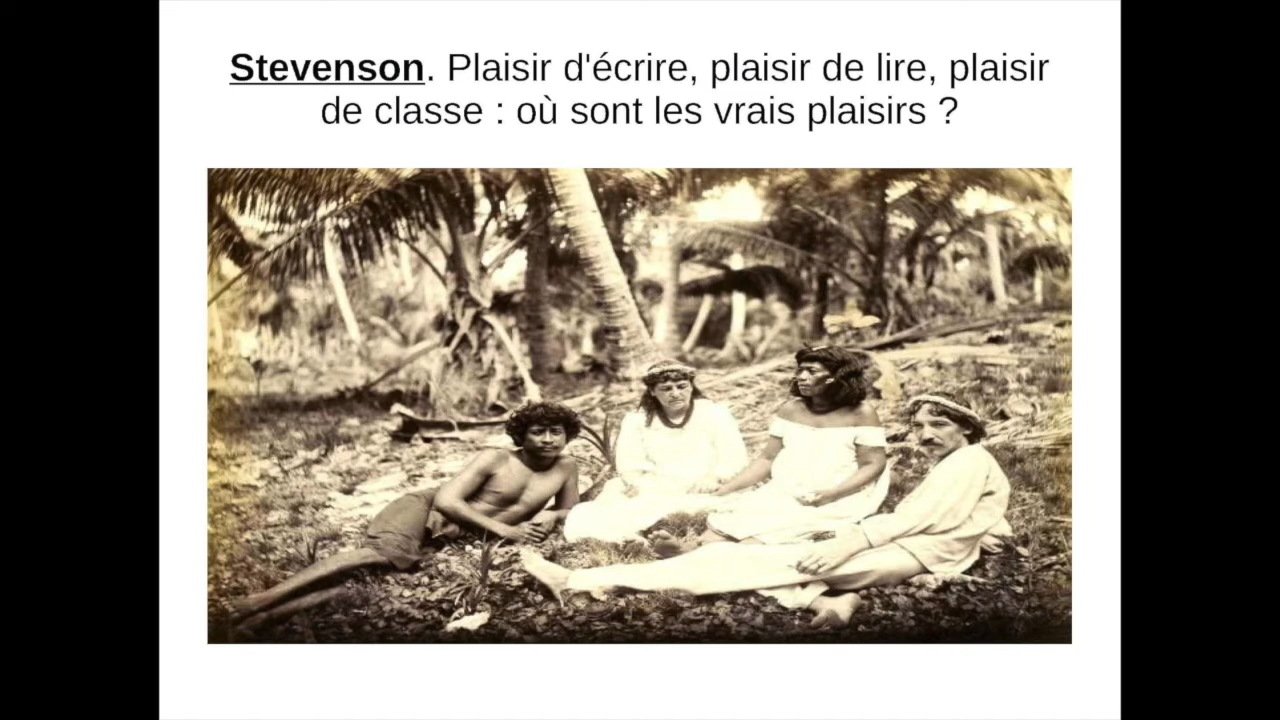 Stevenson. Plaisir d'écrire, plaisir de lire, plaisir
de classe : où sont les vrais plaisirs ?